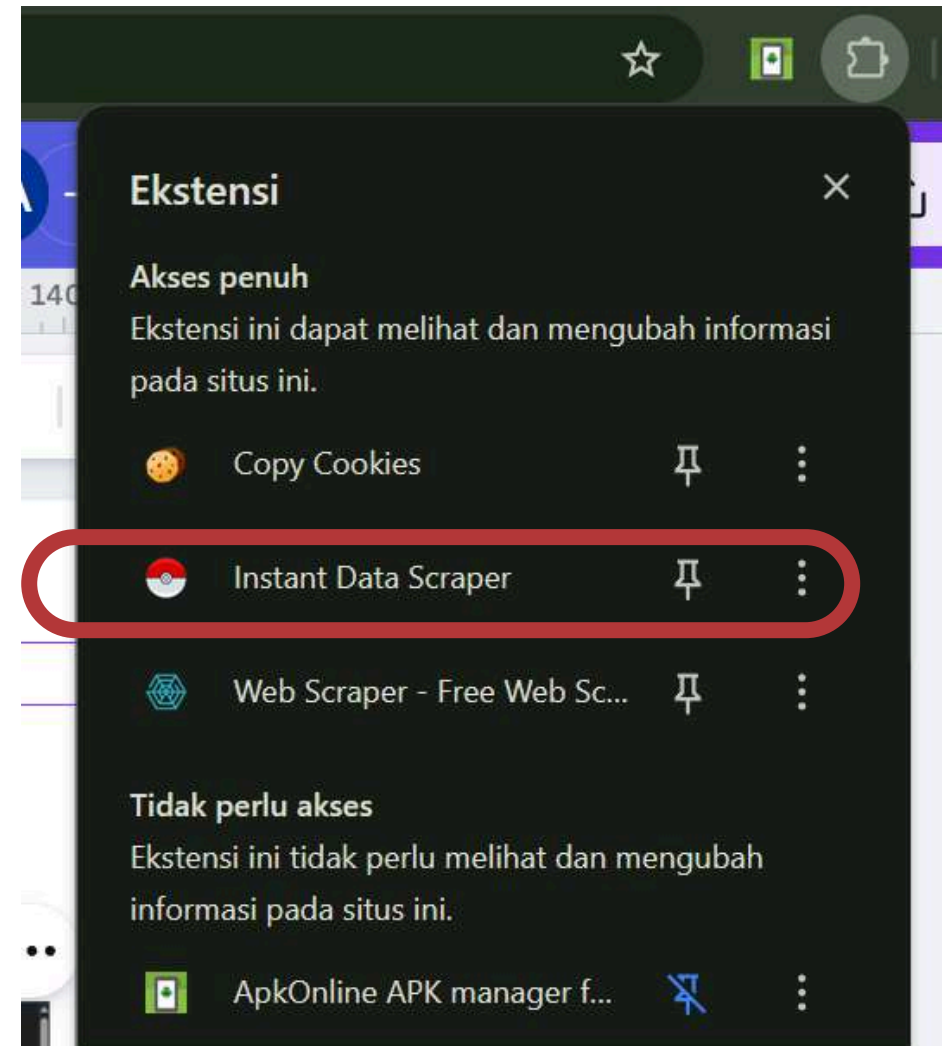 Ekstensi
140
Akses penuh
Ekstensi ini dapat melihat dan mengubah informasi
pada situs ini.
Copy Cookies
Instant Data Scraper
Web Scraper - Free Web Sc...
Tidak perlu akses
Ekstensi ini tidak perlu melihat dan mengubah
informasi pada situs ini.
ApkOnline APK manager f...